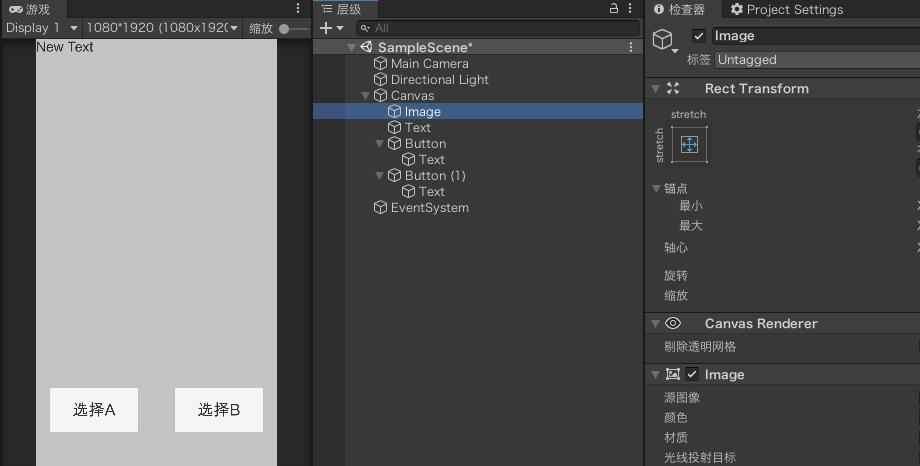 游戏
Display 1
1080*1920 (1080x1920
缩放
New Text
选择A
选择B
层级
All
SampleScene*
Main Camera
Directional Light
Canvas
Image
Text
Button
Text
Button (1)
Text
EventSystem
检查器
Project Settings
Image
标签 Untagged
Rect Transform
stretch
stretch
锚点
最小
最大
轴心
旋转
缩放
Canvas Renderer
剔除透明网格
Image
源图像
颜色
材质
光线投射目标